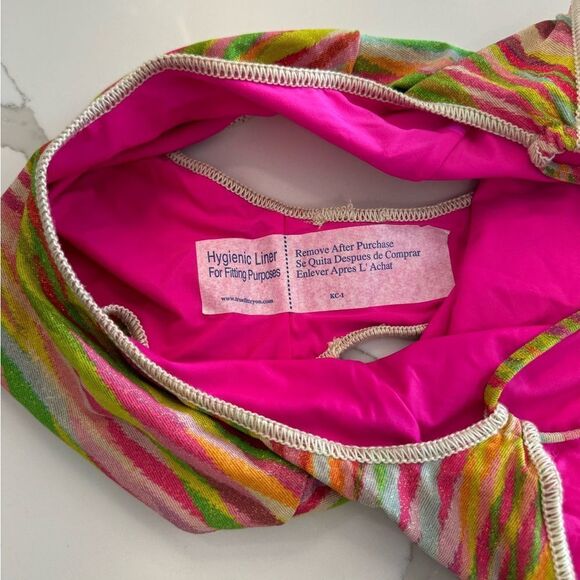 Hygienic Liner
For Fitting Purposes
Remove After Purchase
Se Quita Despues de Comprar
Enlever Apres L' Achat
KC-1